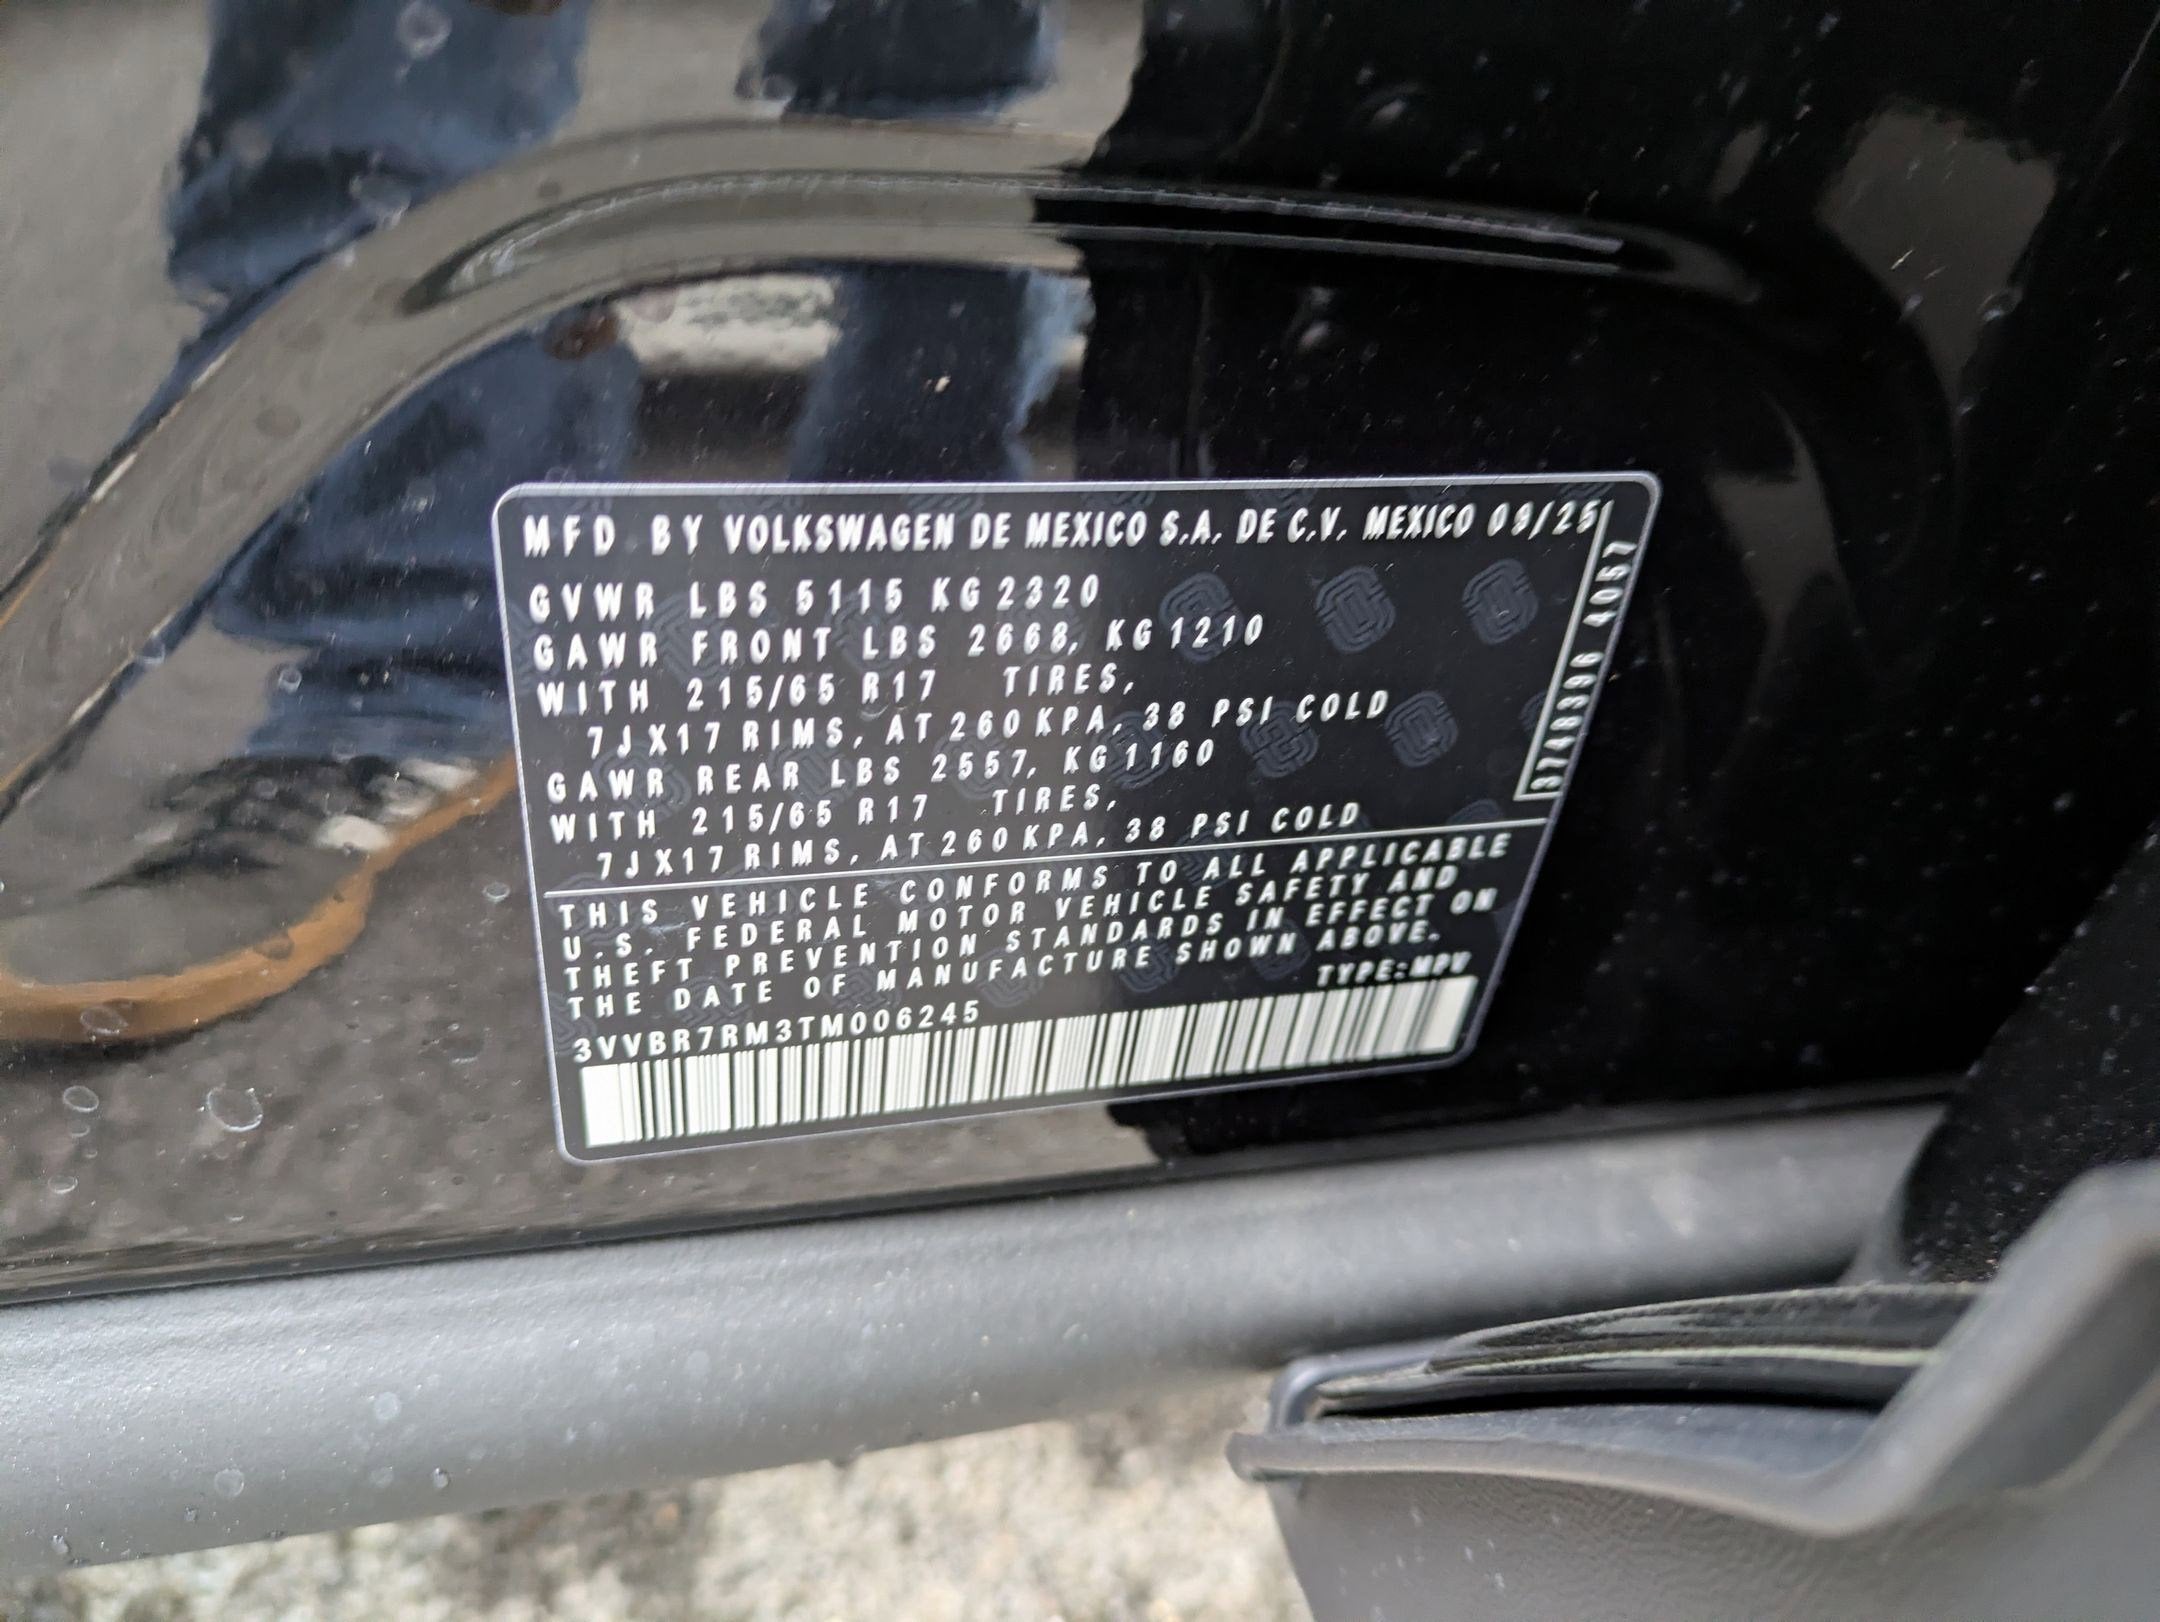 MFD BY VOLKSWAGEN DE MEXICO S.A. DE C.V. MEXICO 09/25
GVWR LBS 5115 KG 2320
GAWR FRONT LBS 2668, KG 1210
WITH 215/65 R17 TIRES,
7J X17 RIMS, AT 260 KPA, 38 PSI COLD
GAWR REAR LBS 2557, KG 1160
WITH 215/65 R17 TIRES,
7J X17 RIMS, AT 260 KPA, 38 PSI COLD
3748396 4057
THIS VEHICLE CONFORMS TO ALL APPLICABLE
U.S. FEDERAL MOTOR VEHICLE SAFETY AND
THEFT PREVENTION STANDARDS IN EFFECT ON
THE DATE OF MANUFACTURE SHOWN ABOVE.
TYPE:MPV
3VVBR7RM3TM006245